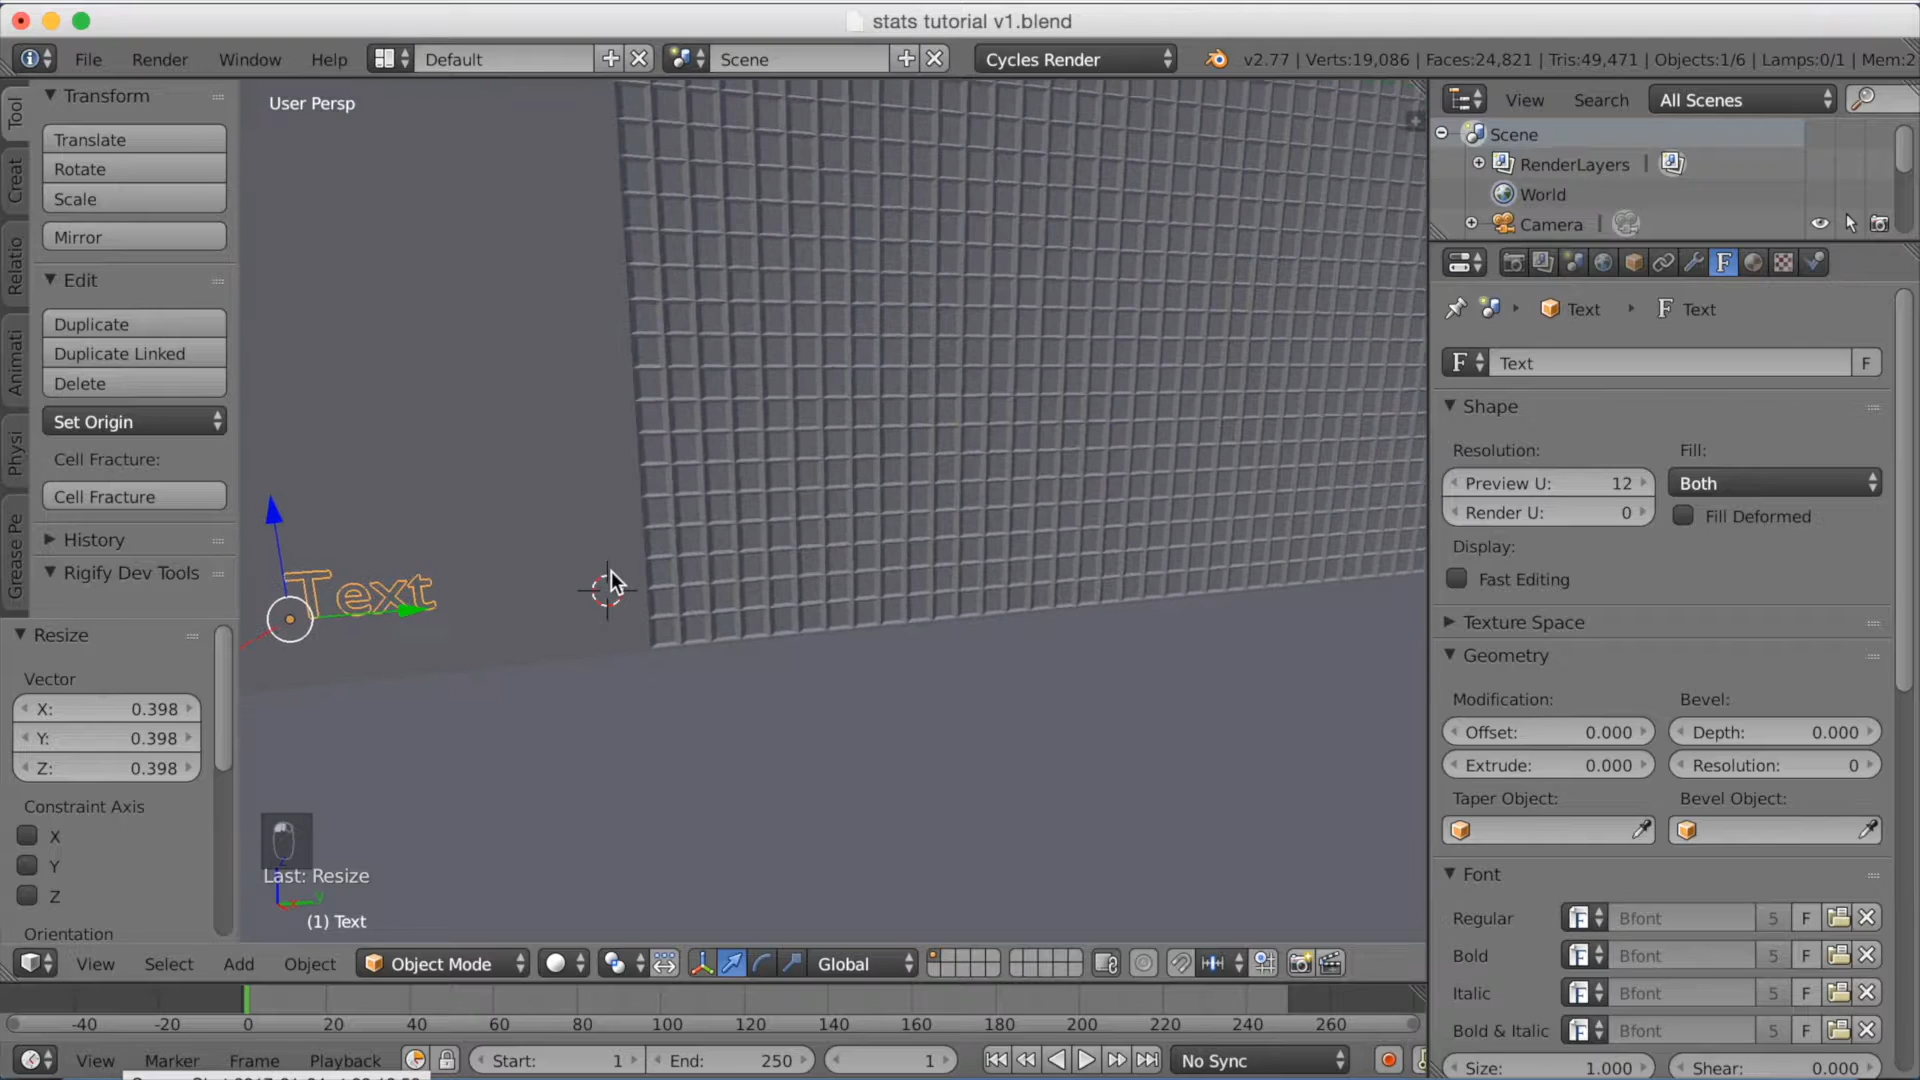 stats tutorial v1.blend
File Render Window Help Default Scene Cycles Render v2.77 | Verts:19,086 | Faces:24,821 | Tris:49,471 | Objects:1/6 | Lamps:0/1 | Mem:2
Tool
Creat
Relatio
Animati
Physi
Grease Pe
Transform
Translate
Rotate
Scale
Mirror
Edit
Duplicate
Duplicate Linked
Delete
Set Origin
Cell Fracture:
Cell Fracture
History
Rigify Dev Tools
Resize
Vector
X: 0.398
Y: 0.398
Z: 0.398
Constraint Axis
X
Y
Z
Orientation
User Persp
Text
Last: Resize
(1) Text
View Select Add Object Object Mode Global
-40 -20 0 20 40 60 80 100 120 140 160 180 200 220 240 260
View Marker Frame Playback Start: 1 End: 250 1 No Sync
View Search All Scenes
Scene
RenderLayers
World
Camera
Text Text
F Text F
Shape
Resolution: Fill:
Preview U: 12 Both
Render U: 0 Fill Deformed
Display:
Fast Editing
Texture Space
Geometry
Modification: Bevel:
Offset: 0.000 Depth: 0.000
Extrude: 0.000 Resolution: 0
Taper Object: Bevel Object:
Font
Regular Bfont 5 F
Bold Bfont 5 F
Italic Bfont 5 F
Bold & Italic Bfont 5 F
Size: 1.000 Shear: 0.000